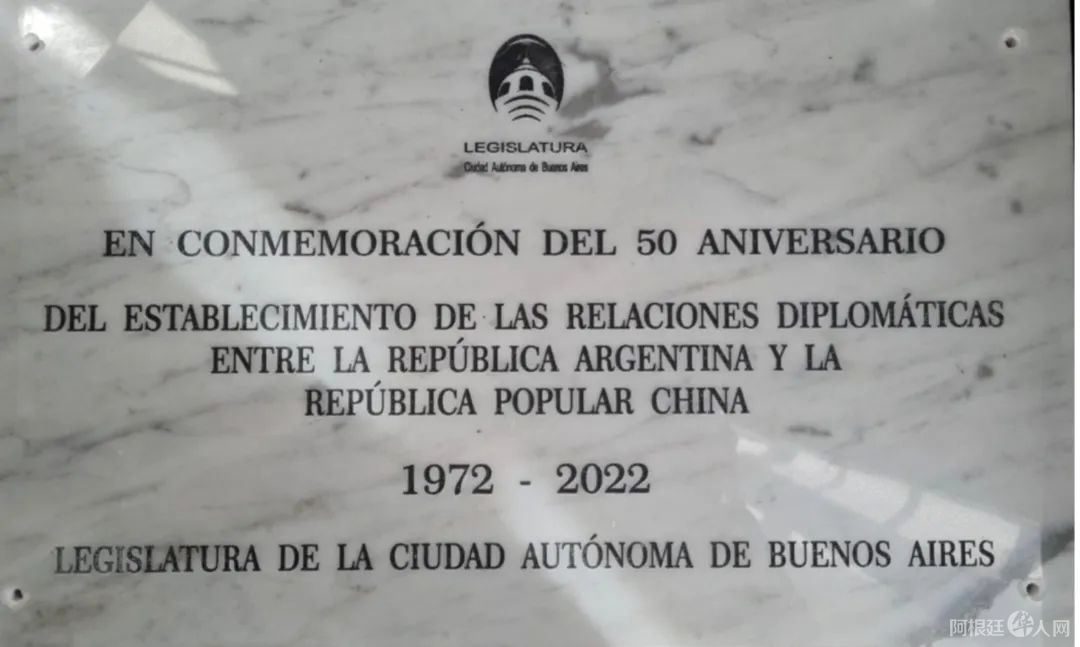 LEGISLATURA
Ciudad Autónoma de Buenos Aires
EN CONMEMORACIÓN DEL 50 ANIVERSARIO
DEL ESTABLECIMIENTO DE LAS RELACIONES DIPLOMÁTICAS
ENTRE LA REPÚBLICA ARGENTINA Y LA
REPÚBLICA POPULAR CHINA
1972 - 2022
LEGISLATURA DE LA CIUDAD AUTÓNOMA DE BUENOS AIRES
阿根廷华人网